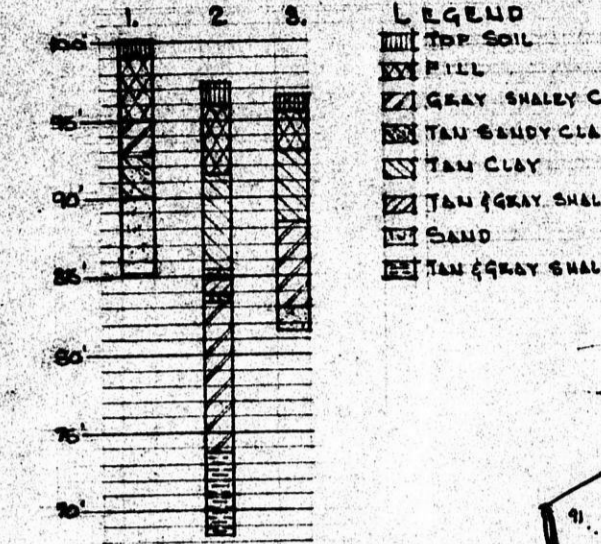 1. 2 3.
100'
95'
90'
85'
80'
75'
70'
LEGEND
TOP SOIL
FILL
GRAY SHALEY C
TAN SANDY CLA
TAN CLAY
TAN & GRAY SHAL
SAND
TAN & GRAY SHAL
91.